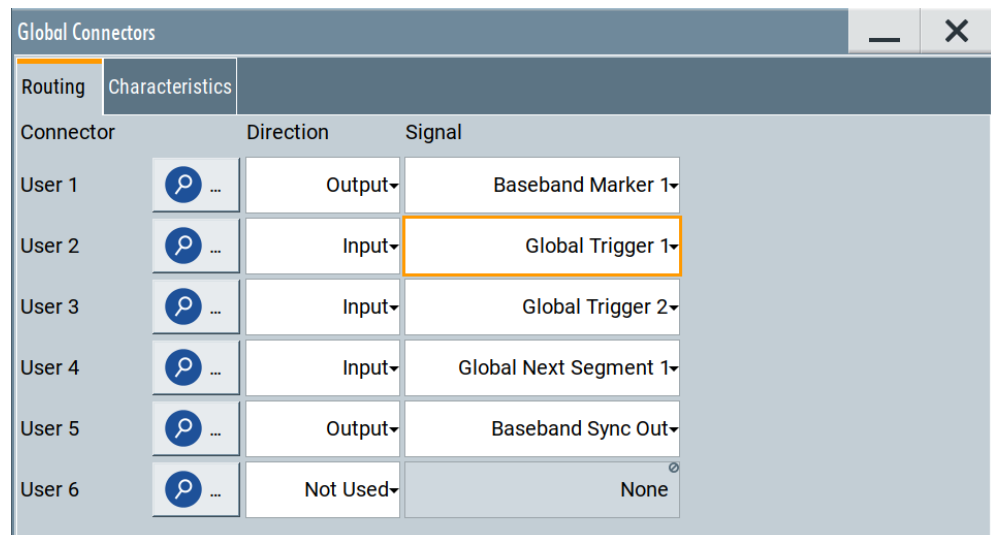 Global Connectors
Routing Characteristics
Connector Direction Signal
User 1 ... Output Baseband Marker 1
User 2 ... Input Global Trigger 1
User 3 ... Input Global Trigger 2
User 4 ... Input Global Next Segment 1
User 5 ... Output Baseband Sync Out
User 6 ... Not Used None